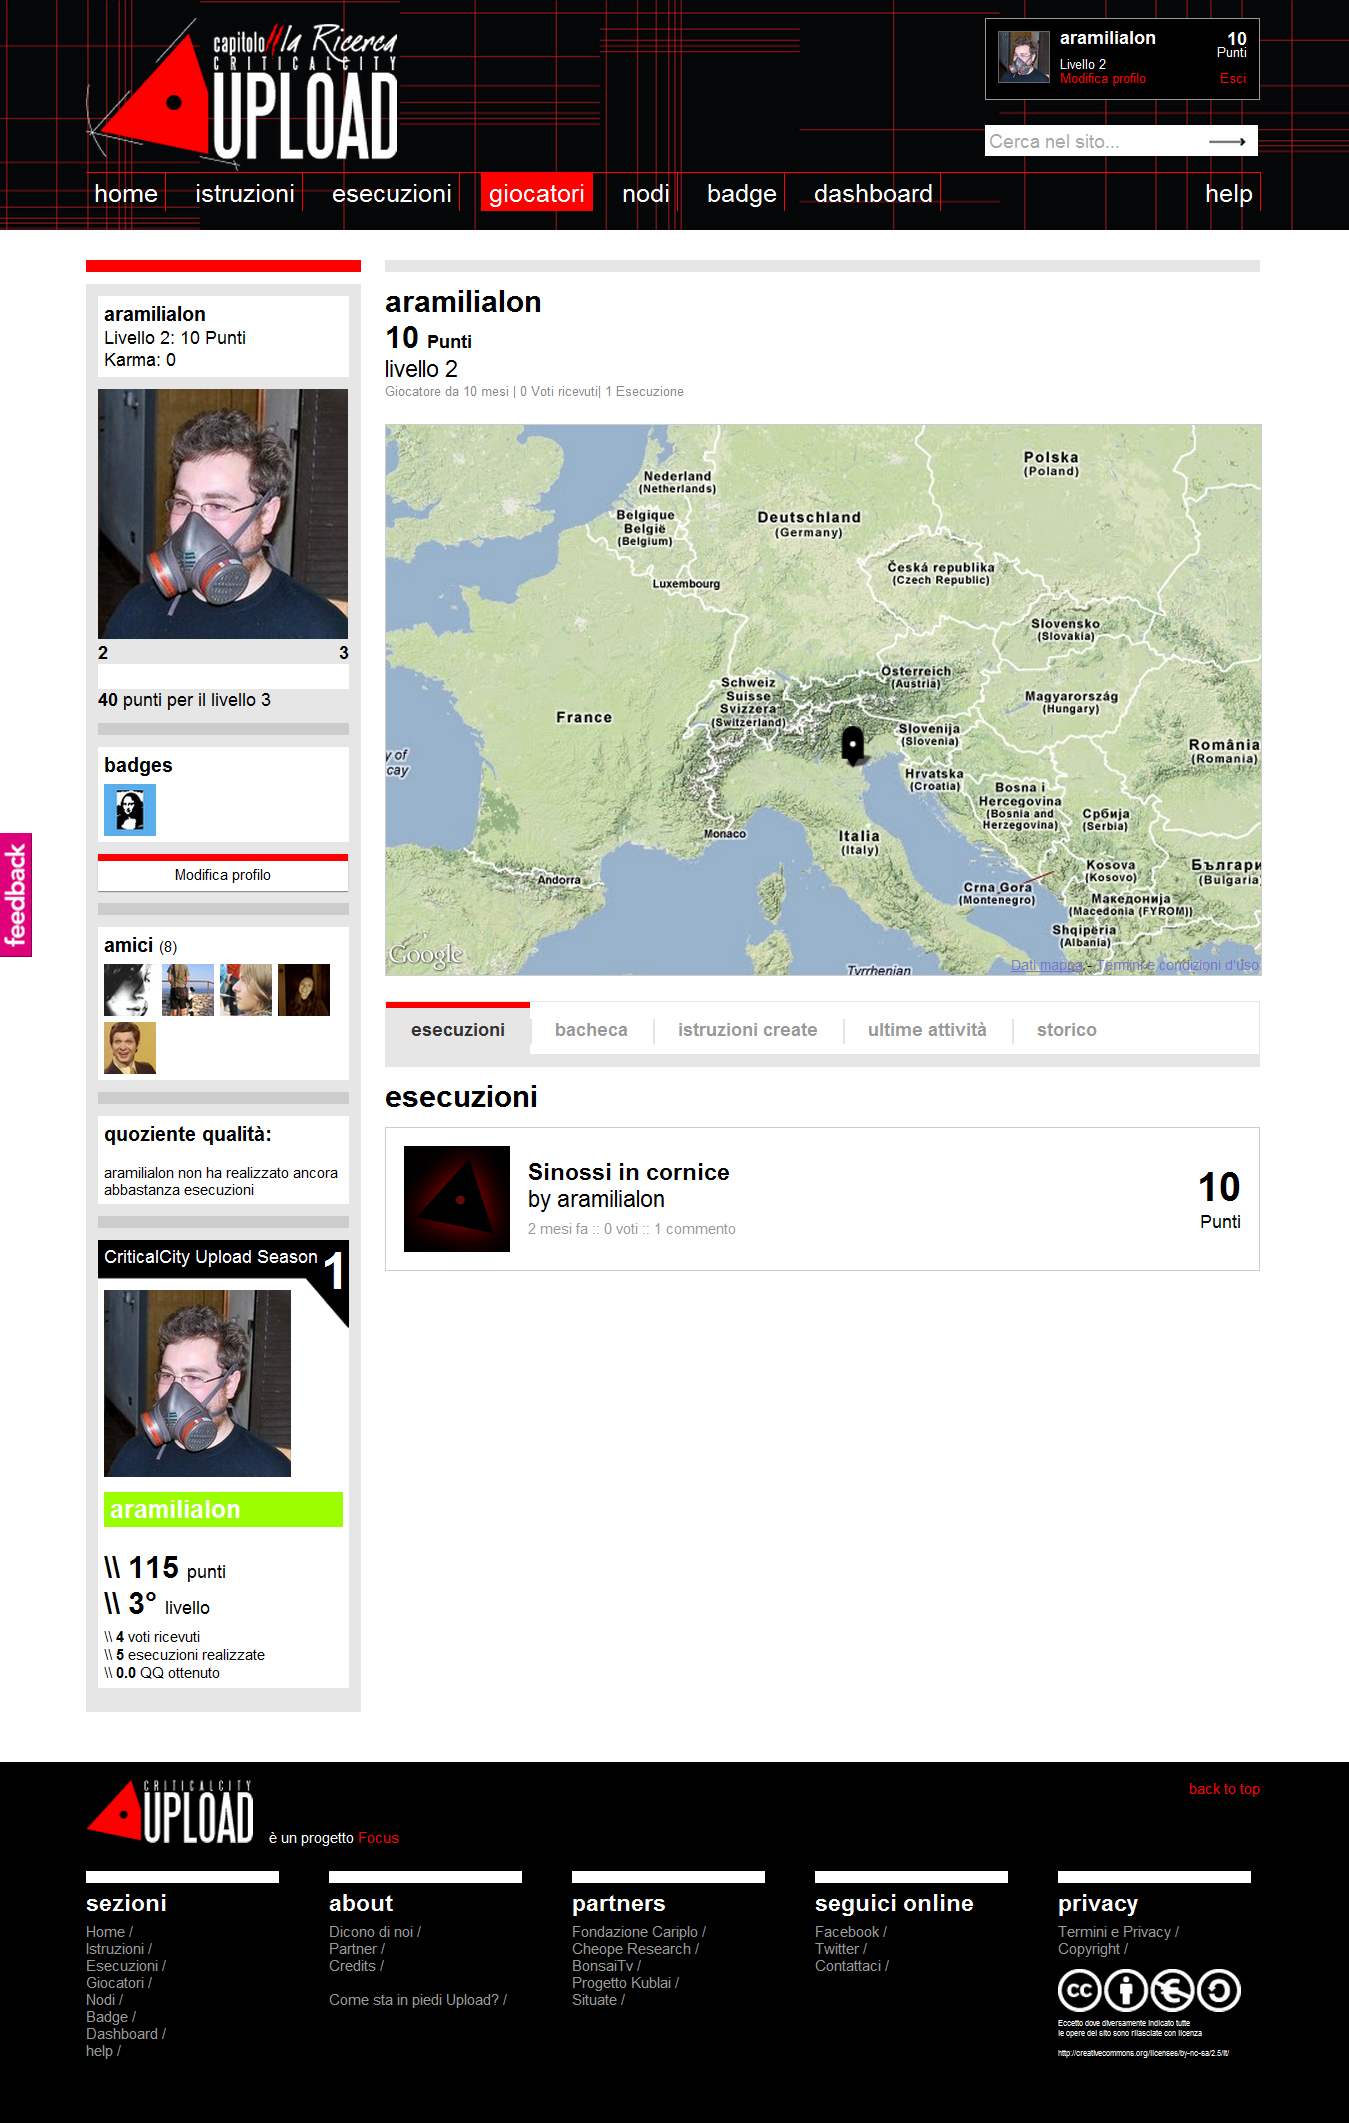 capitolo//la Ricerca
CRITICALCITY
UPLOAD
aramilialon
10
Punti
Livello 2
Modifica profilo
Esci
Cerca nel sito...
home
istruzioni
esecuzioni
giocatori
nodi
badge
dashboard
help
aramilialon
Livello 2: 10 Punti
Karma: 0
2
3
40 punti per il livello 3
badges
Modifica profilo
amici (8)
quoziente qualità:
aramilialon non ha realizzato ancora
abbastanza esecuzioni
CriticalCity Upload Season
1
aramilialon
\\ 115 punti
\\ 3° livello
\\ 4 voti ricevuti
\\ 5 esecuzioni realizzate
\\ 0.0 QQ ottenuto
feedback
aramilialon
10 Punti
livello 2
Giocatore da 10 mesi | 0 Voti ricevuti| 1 Esecuzione
Polska
(Poland)
Nederland
(Netherlands)
Belgique
België
(Belgium)
Deutschland
(Germany)
Luxembourg
Česká republika
(Czech Republic)
Slovensko
(Slovakia)
Österreich
(Austria)
Schweiz
Suisse
Svizzera
(Switzerland)
France
Magyarország
(Hungary)
Slovenija
(Slovenia)
România
(Romania)
y of
cay
Hrvatska
(Croatia)
Bosna i
Hercegovina
(Bosnia and
Herzegovina)
Србија
(Serbia)
Monaco
Italia
(Italy)
Andorra
Kosova
(Kosovo)
Българи
(Bulgaria
Crna Gora
(Montenegro)
Македонија
(Macedonia (FYROM))
Shqipëria
(Albania)
Google
Tyrrhenian
Dati mappa - Termini e condizioni d'uso
esecuzioni
bacheca
istruzioni create
ultime attività
storico
esecuzioni
Sinossi in cornice
by aramilialon
2 mesi fa :: 0 voti :: 1 commento
10
Punti
CRITICALCITY
UPLOAD
è un progetto Focus
back to top
sezioni
Home /
Istruzioni /
Esecuzioni /
Giocatori /
Nodi /
Badge /
Dashboard /
help /
about
Dicono di noi /
Partner /
Credits /
Come sta in piedi Upload? /
partners
Fondazione Cariplo /
Cheope Research /
BonsaiTv /
Progetto Kublai /
Situate /
seguici online
Facebook /
Twitter /
Contattaci /
privacy
Termini e Privacy /
Copyright /
cc
Eccetto dove diversamente indicato tutte
le opere del sito sono rilasciate con licenza
http://creativecommons.org/licenses/by-nc-sa/2.5/it/